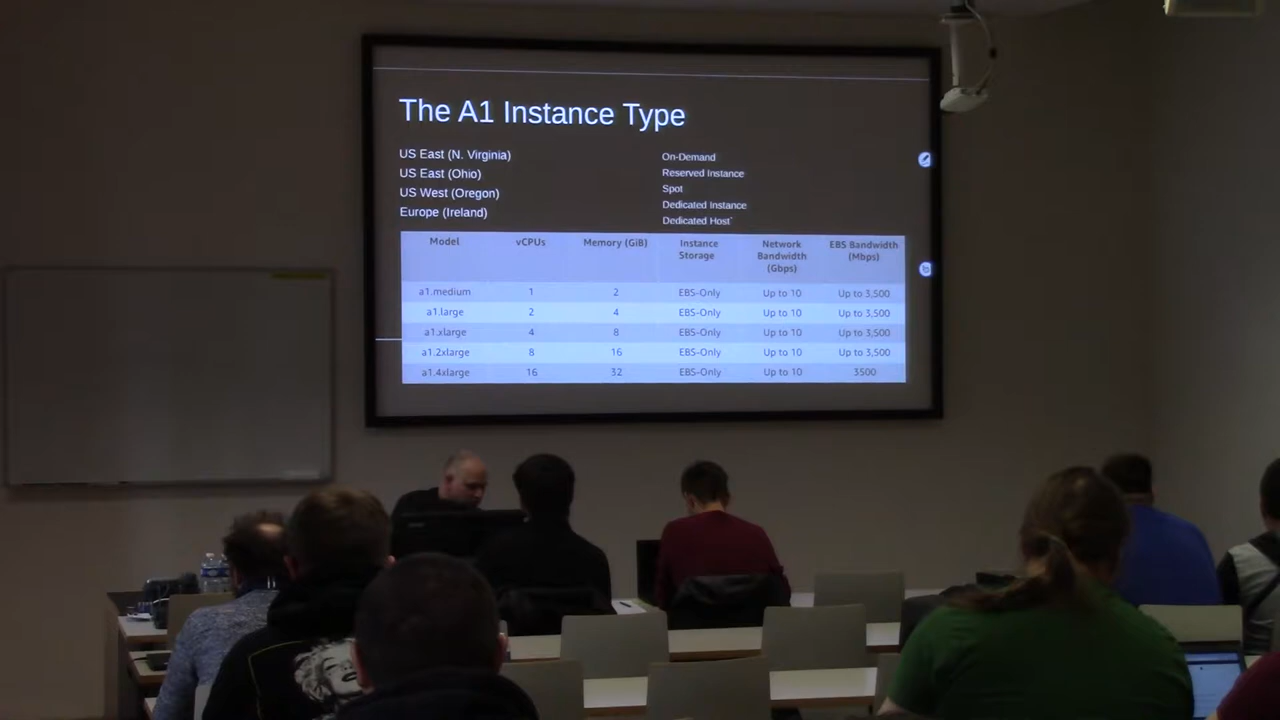 The A1 Instance Type
US East (N. Virginia)
US East (Ohio)
US West (Oregon)
Europe (Ireland)
On-Demand
Reserved Instance
Spot
Dedicated Instance
Dedicated Host*
Model vCPUs Memory (GiB) Instance Storage Network Bandwidth (Gbps) EBS Bandwidth (Mbps)
a1.medium 1 2 EBS-Only Up to 10 Up to 3,500
a1.large 2 4 EBS-Only Up to 10 Up to 3,500
a1.xlarge 4 8 EBS-Only Up to 10 Up to 3,500
a1.2xlarge 8 16 EBS-Only Up to 10 Up to 3,500
a1.4xlarge 16 32 EBS-Only Up to 10 3500